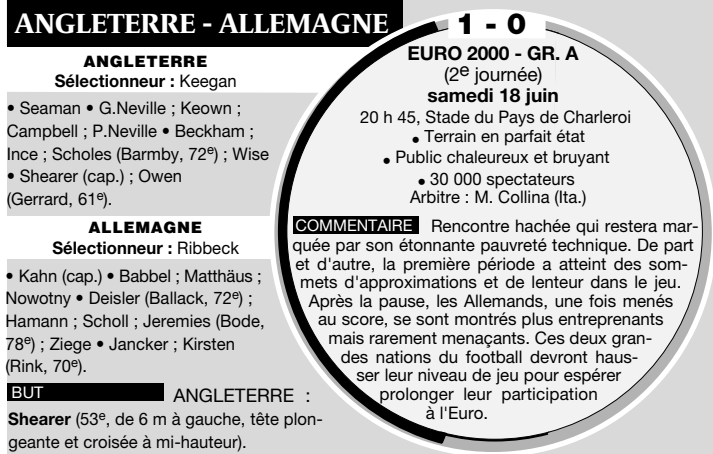 ANGLETERRE - ALLEMAGNE
1 - 0
ANGLETERRE
Sélectionneur : Keegan
• Seaman • G.Neville ; Keown ;
Campbell ; P.Neville • Beckham ;
Ince ; Scholes (Barmby, 72e) ; Wise
• Shearer (cap.) ; Owen
(Gerrard, 61e).
ALLEMAGNE
Sélectionneur : Ribbeck
• Kahn (cap.) • Babbel ; Matthäus ;
Nowotny • Deisler (Ballack, 72e) ;
Hamann ; Scholl ; Jeremies (Bode,
78e) ; Ziege • Jancker ; Kirsten
(Rink, 70e).
BUT ANGLETERRE :
Shearer (53e, de 6 m à gauche, tête plon-
geante et croisée à mi-hauteur).
EURO 2000 - GR. A
(2e journée)
samedi 18 juin
20 h 45, Stade du Pays de Charleroi
• Terrain en parfait état
• Public chaleureux et bruyant
• 30 000 spectateurs
Arbitre : M. Collina (Ita.)
COMMENTAIRE Rencontre hachée qui restera mar-
quée par son étonnante pauvreté technique. De part
et d'autre, la première période a atteint des som-
mets d'approximations et de lenteur dans le jeu.
Après la pause, les Allemands, une fois menés
au score, se sont montrés plus entreprenants
mais rarement menaçants. Ces deux gran-
des nations du football devront haus-
ser leur niveau de jeu pour espérer
prolonger leur participation
à l'Euro.